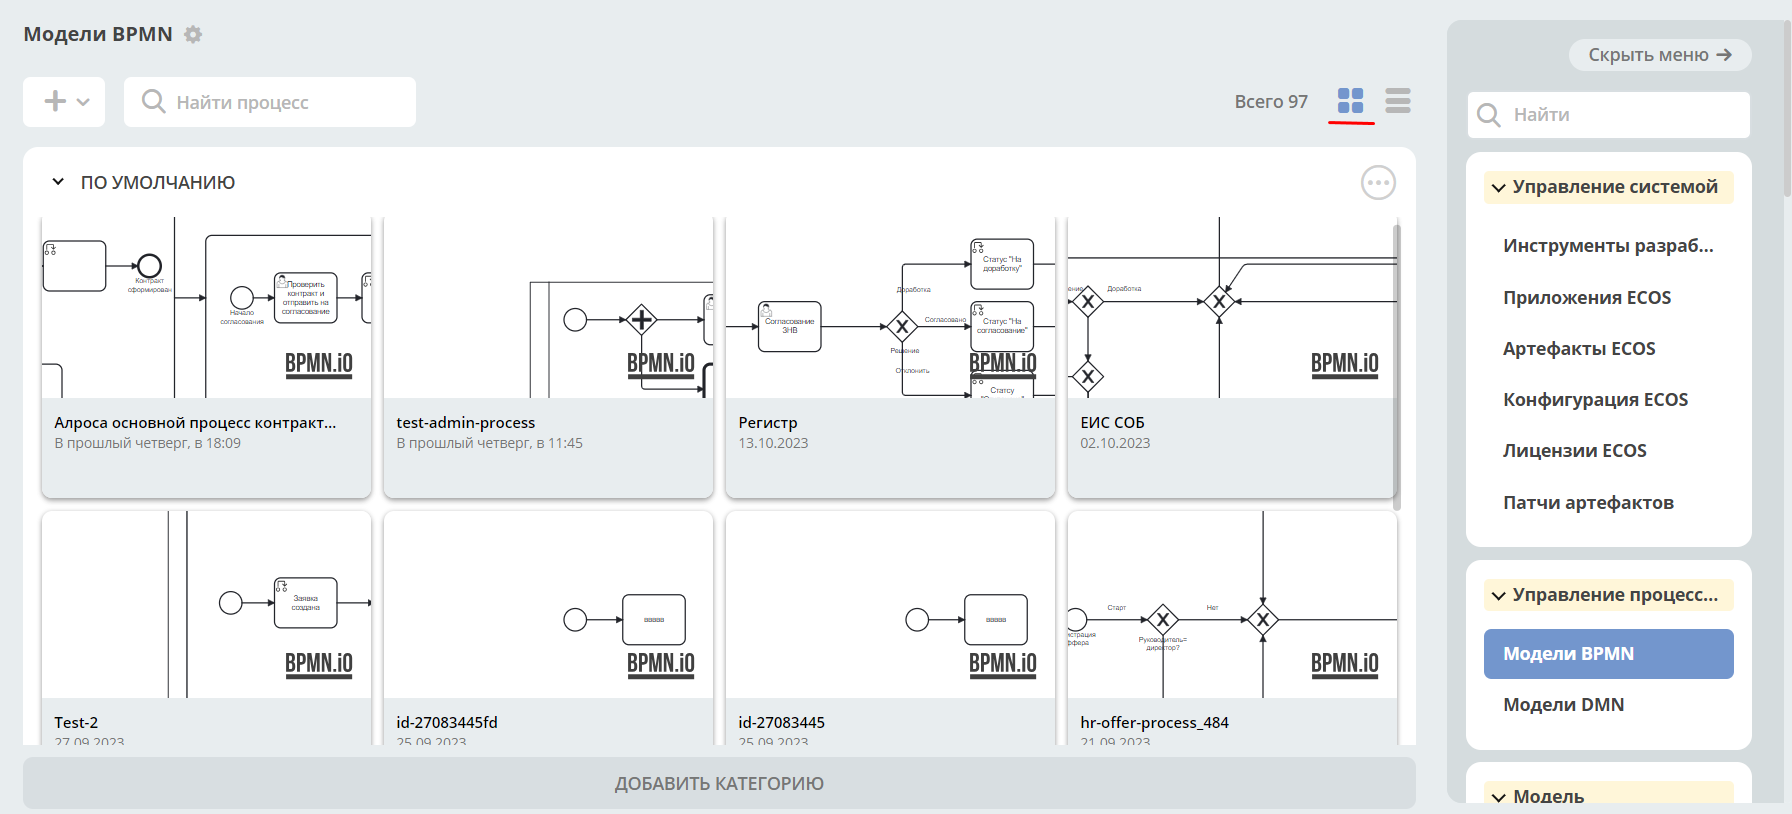 Модели BPMN
Скрыть меню
Найти процесс
Всего 97
Найти
ПО УМОЛЧАНИЮ
Управление системой
Инструменты разраб...
Приложения ECOS
Артефакты ECOS
Конфигурация ECOS
Лицензии ECOS
Патчи артефактов
Управление процесс...
Модели BPMN
Модели DMN
Модель
Контракт
сформирован
Начало
согласования
Проверить
контракт и
отправить на
согласование
BPMN.iO
Алроса основной процесс контракт...
В прошлый четверг, в 18:09
BPMN.iO
test-admin-process
В прошлый четверг, в 11:45
Согласование
ЗНВ
Решение
Доработка
Согласовано
Отклонить
Статус "На
доработку"
Статус "На
согласование"
Статсу
BPMN.iO
Регистр
13.10.2023
Доработка
BPMN.iO
ЕИС СОБ
02.10.2023
Заявка
создана
BPMN.iO
Test-2
27.09.2023
BPMN.iO
id-27083445fd
25.09.2023
BPMN.iO
id-27083445
25.09.2023
Старт
Руководитель=
директор?
Нет
BPMN.iO
hr-offer-process_484
21.09.2023
ДОБАВИТЬ КАТЕГОРИЮ